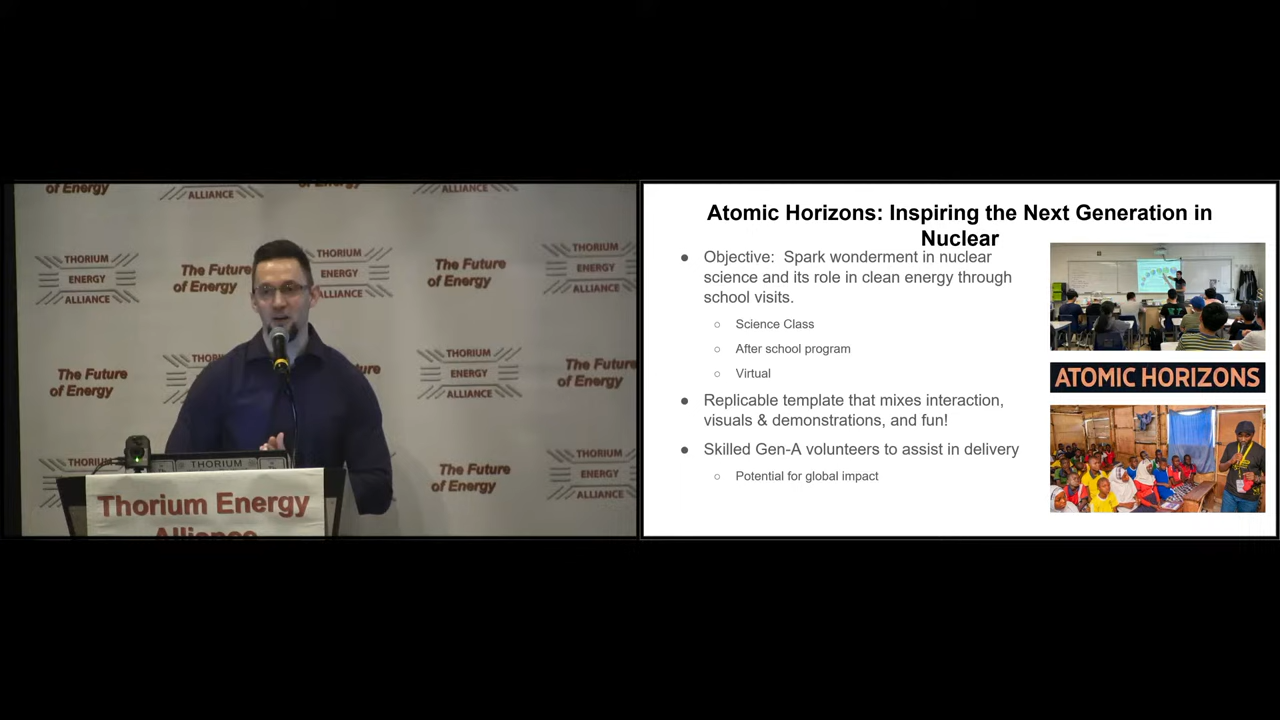 of Energy
ALLIANCE
of Energy
ALLIANCE
THORIUM
ENERGY
ALLIANCE
The Future
of Energy
THORIUM
ENERGY
ALLIANCE
The Future
of Energy
THORIUM
ENERGY
ALLIANCE
The Future
of Energy
ENERGY
THORIUM
ENERGY
ALLIANCE
The Future
of Energy
THORIUM
THORIUM
The Future
of Energy
THORIUM
ENERGY
ALLIANCE
Thorium Energy
Alliance
Atomic Horizons: Inspiring the Next Generation in
Nuclear
● Objective: Spark wonderment in nuclear
science and its role in clean energy through
school visits.
○ Science Class
○ After school program
○ Virtual
● Replicable template that mixes interaction,
visuals & demonstrations, and fun!
● Skilled Gen-A volunteers to assist in delivery
○ Potential for global impact
ATOMIC HORIZONS